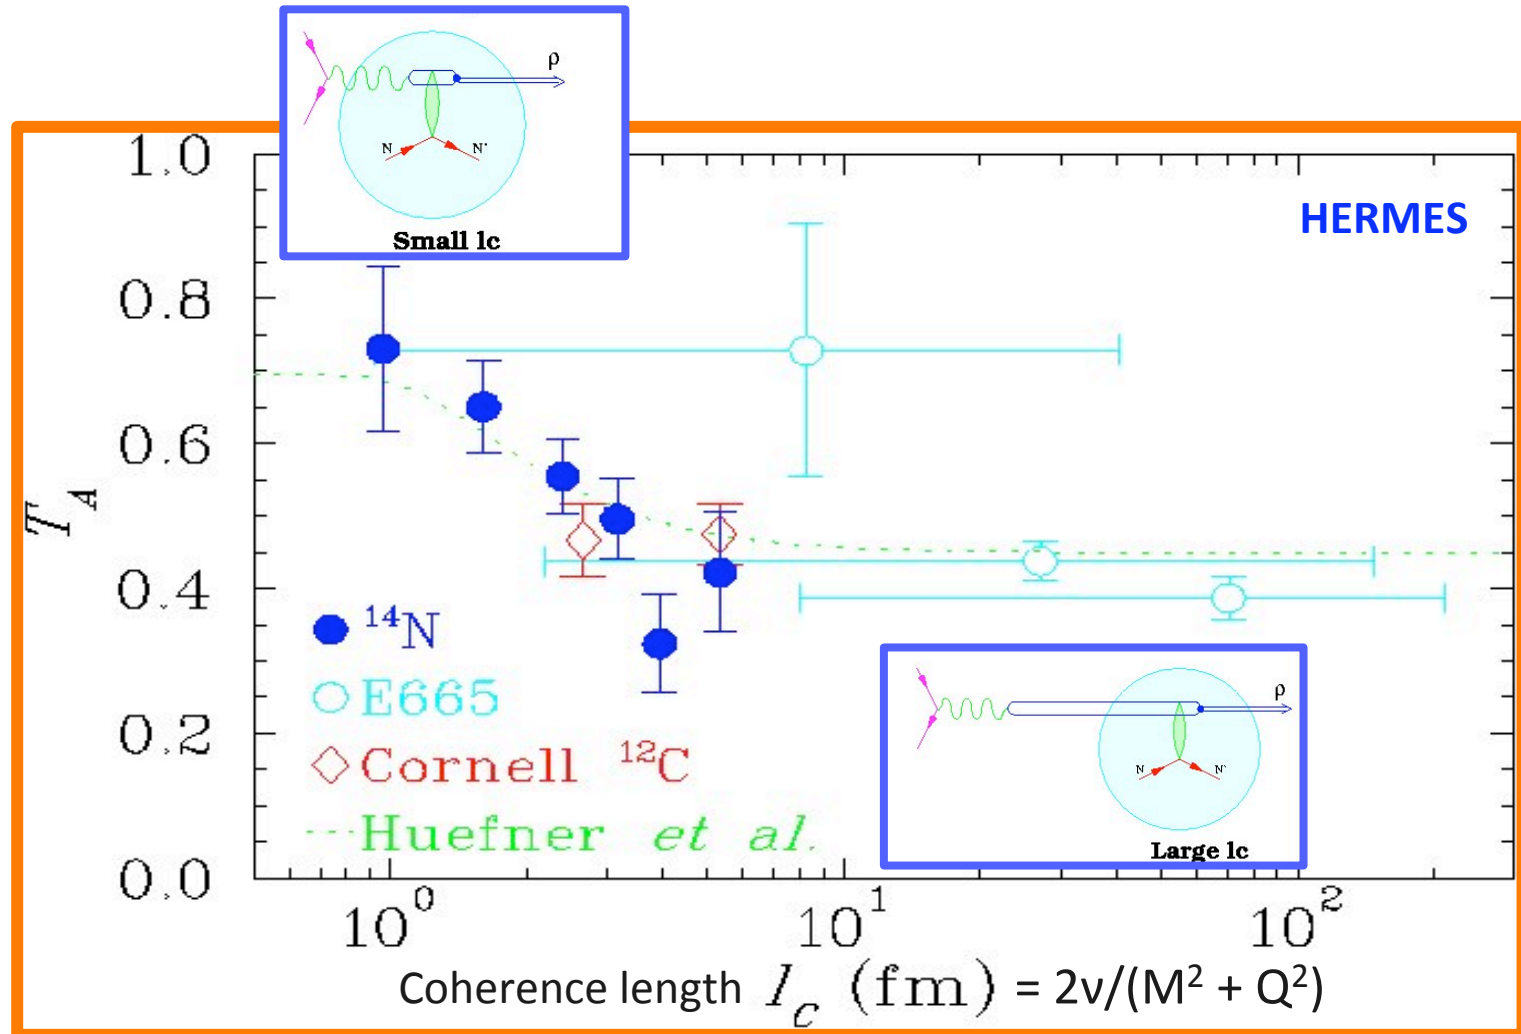 ρ
N N'
Small lc
HERMES
1.0
0.8
0.6
0.4
0.2
0.0
T_A
¹⁴N
E665
Cornell ¹²C
Huefner et al.
ρ
N N'
Large lc
10⁰ 10¹ 10²
Coherence length l_c (fm) = 2ν/(M² + Q²)